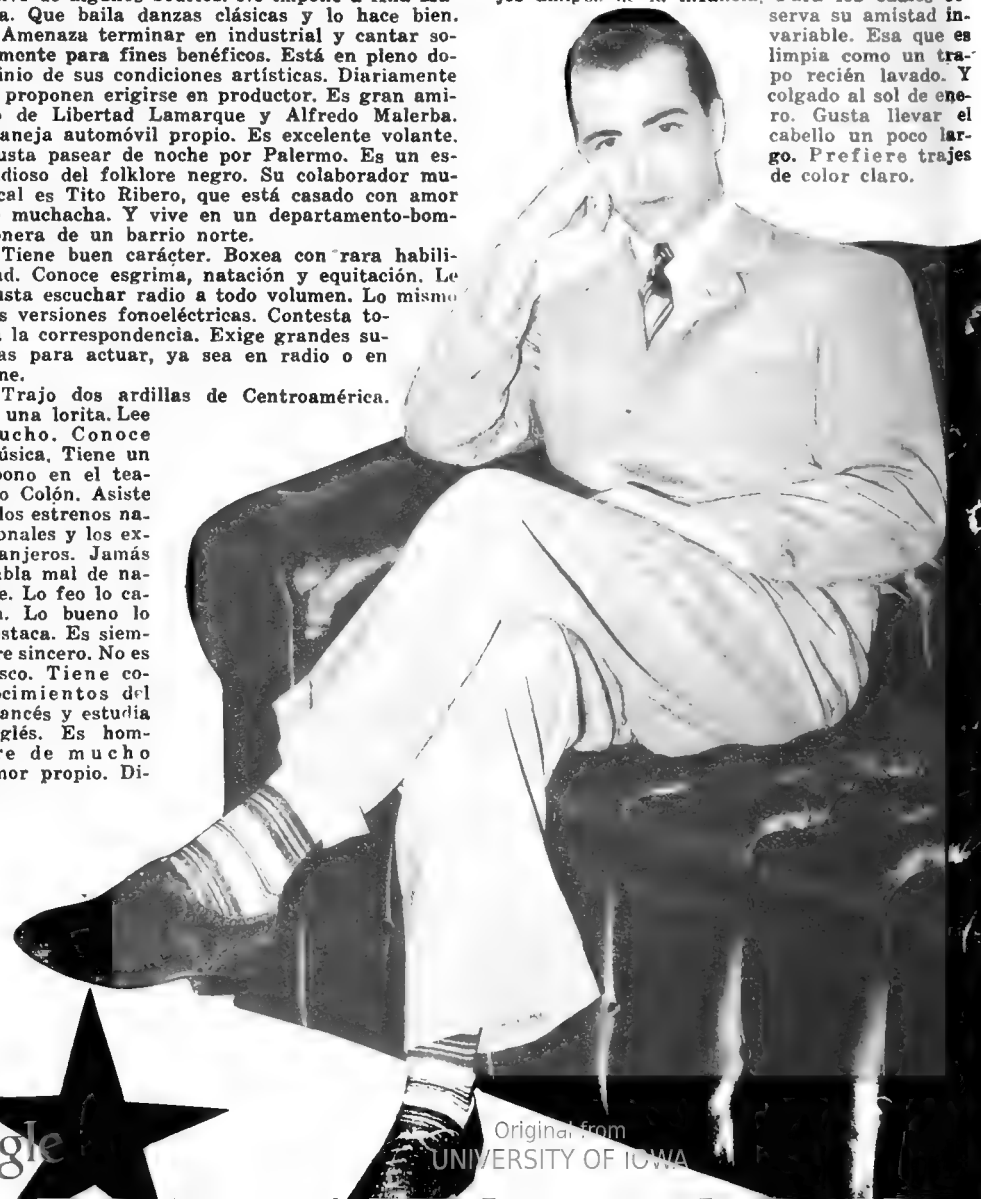 a. Que baila danzas clásicas y lo hace bien.
Amenaza terminar en industrial y cantar so-
mente para fines benéficos. Está en pleno do-
inio de sus condiciones artísticas. Diariamente
proponen erigirse en productor. Es gran ami-
de Libertad Lamarque y Alfredo Malerba.
aneja automóvil propio. Es excelente volante.
usta pasear de noche por Palermo. Es un es-
dioso del folklore negro. Su colaborador mu-
cal es Tito Ribero, que está casado con amor
muchacha. Y vive en un departamento-bom-
onera de un barrio norte.
Tiene buen carácter. Boxea con rara habili-
ad. Conoce esgrima, natación y equitación. Le
usta escuchar radio a todo volumen. Lo mismo
s versiones fonoeléctricas. Contesta to-
la correspondencia. Exige grandes su-
as para actuar, ya sea en radio o en
ne.
Trajo dos ardillas de Centroamérica.
una lorita. Lee
ucho. Conoce
úsica. Tiene un
bono en el tea-
o Colón. Asiste
los estrenos na-
onales y los ex-
anjeros. Jamás
bla mal de na-
e. Lo feo lo ca-
a. Lo bueno lo
staca. Es siem-
re sincero. No es
sco. Tiene co-
ocimientos del
ancés y estudia
glés. Es hom-
re de mucho
mor propio. Di-
serva su amistad in-
variable. Esa que es
limpia como un tra-
po recién lavado. Y
colgado al sol de ene-
ro. Gusta llevar el
cabello un poco lar-
go. Prefiere trajes
de color claro.
gle
Original from
UNIVERSITY OF IOWA